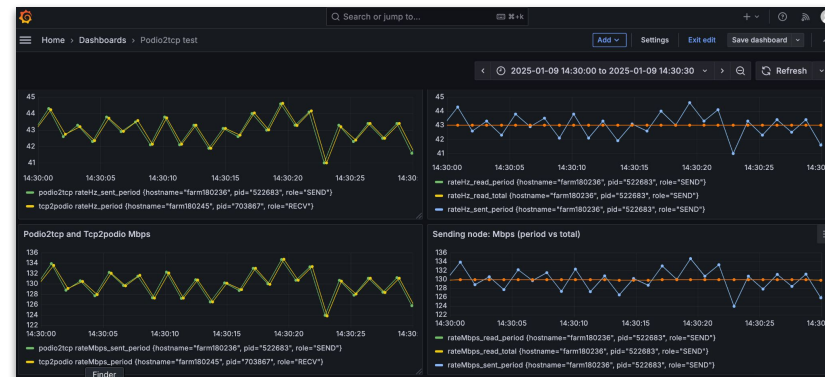 Search or jump to... ⌘+k
Home › Dashboards › Podio2tcp test
Add Settings Exit edit Save dashboard
2025-01-09 14:30:00 to 2025-01-09 14:30:30 Refresh
45
44
43
42
41
14:30:00 14:30:05 14:30:10 14:30:15 14:30:20 14:30:25 14:30
podio2tcp rateHz_sent_period {hostname="farm180236", pid="522683", role="SEND"}
tcp2podio rateHz_period {hostname="farm180245", pid="703867", role="RECV"}
45
44
43
42
41
14:30:00 14:30:05 14:30:10 14:30:15 14:30:20 14:30:25 14:30
rateHz_read_period {hostname="farm180236", pid="522683", role="SEND"}
rateHz_read_total {hostname="farm180236", pid="522683", role="SEND"}
rateHz_sent_period {hostname="farm180236", pid="522683", role="SEND"}
Podio2tcp and Tcp2podio Mbps
136
134
132
130
128
126
124
122
14:30:00 14:30:05 14:30:10 14:30:15 14:30:20 14:30:25 14:30
podio2tcp rateMbps_sent_period {hostname="farm180236", pid="522683", role="SEND"}
tcp2podio rateMbps_period {hostname="farm180245", pid="703867", role="RECV"}
Sending node: Mbps (period vs total)
136
134
132
130
128
126
124
122
14:30:00 14:30:05 14:30:10 14:30:15 14:30:20 14:30:25 14:30:
rateMbps_read_period {hostname="farm180236", pid="522683", role="SEND"}
rateMbps_read_total {hostname="farm180236", pid="522683", role="SEND"}
rateMbps_sent_period {hostname="farm180236", pid="522683", role="SEND"}
Finder